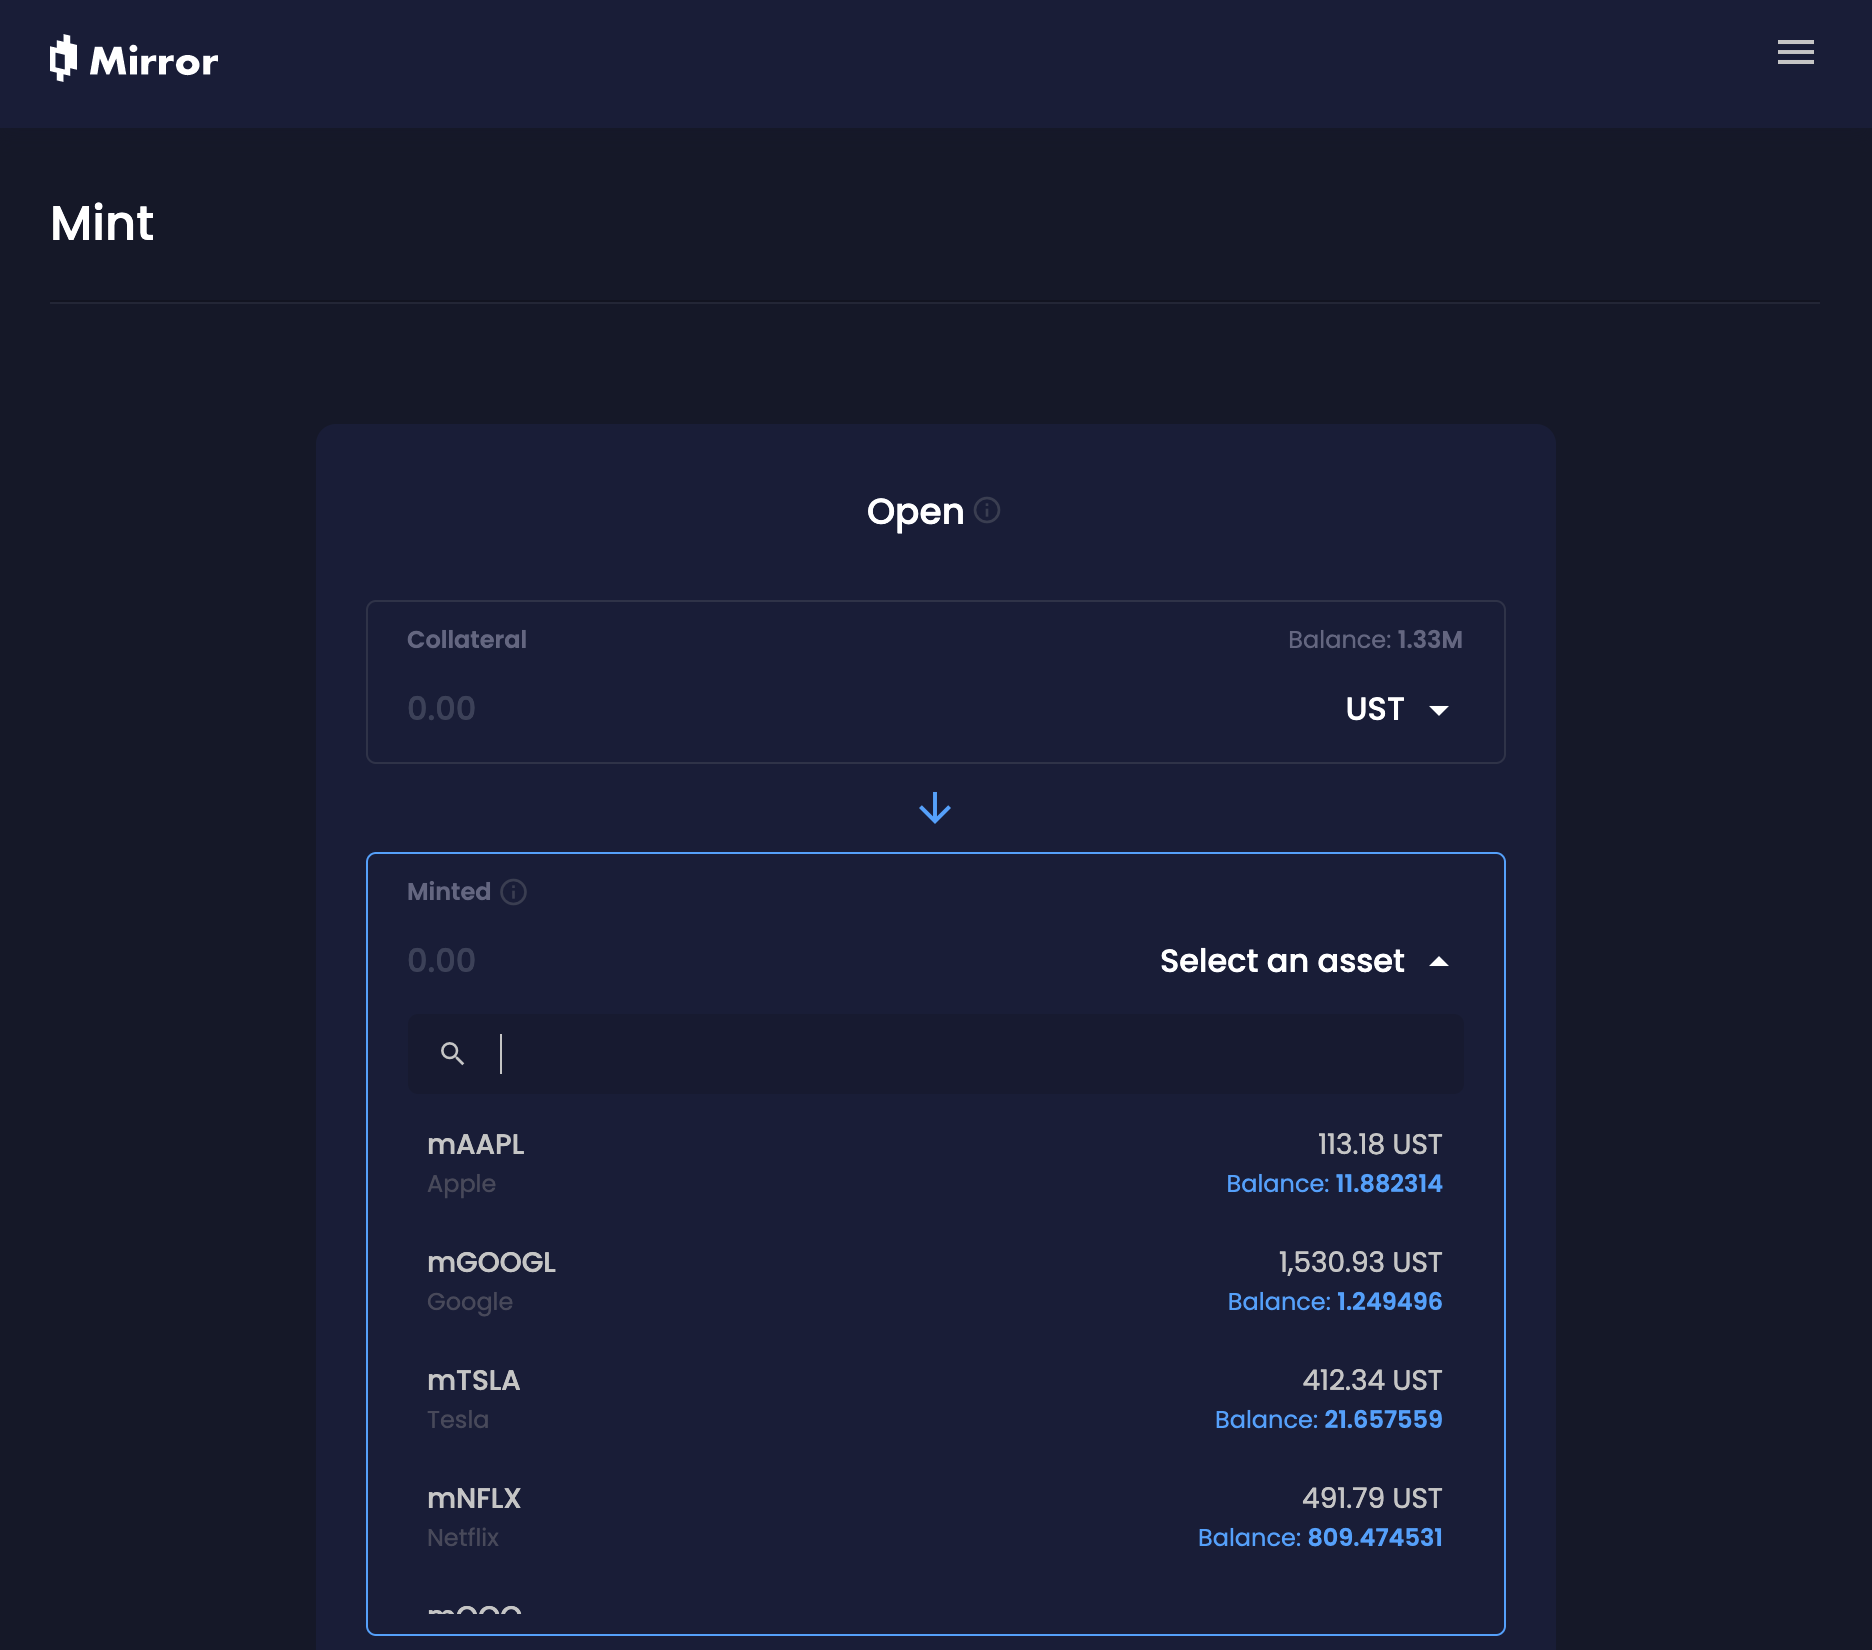 Mirror
Mint
Open
Collateral
Balance: 1.33M
0.00
UST
Minted
0.00
Select an asset
mAAPL
113.18 UST
Apple
Balance: 11.882314
mGOOGL
1,530.93 UST
Google
Balance: 1.249496
mTSLA
412.34 UST
Tesla
Balance: 21.657559
mNFLX
491.79 UST
Netflix
Balance: 809.474531